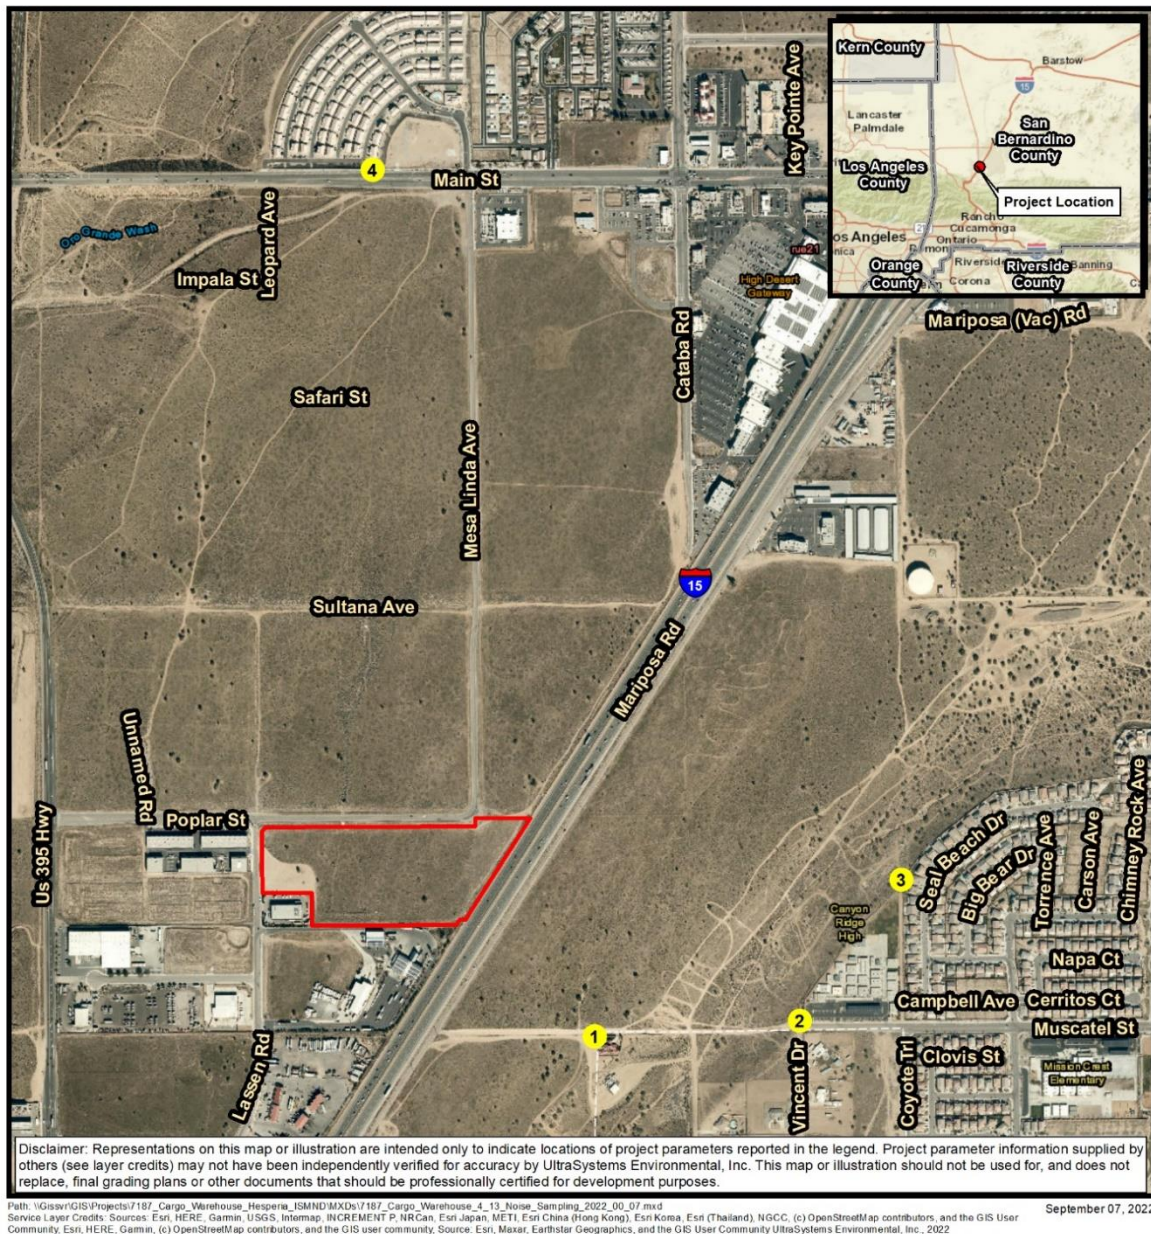 Kern County
Barstow
15
Lancaster
Palmdale
San
Bernardino
County
Los Angeles
County
Project Location
Rancho
Cucamonga
21
os Angeles
Ontario
Riverside
Riverside
County
Banning
Orange
County
Corona
Key Pointe Ave
4
Main St
Oro Grande Wash
Leopard Ave
Impala St
rue21
High Desert
Gateway
Mariposa (Vac) Rd
Cataba Rd
Safari St
Mesa Linda Ave
15
Sultana Ave
Mariposa Rd
Unnamed Rd
Poplar St
Us 395 Hwy
Chimney Rock Ave
Seal Beach Dr
Big Bear Dr
Torrence Ave
Carson Ave
3
Canyon
Ridge
High
Napa Ct
Campbell Ave
Cerritos Ct
1
2
Muscatel St
Lassen Rd
Vincent Dr
Coyote Trl
Clovis St
Mission Crest
Elementary
Disclaimer: Representations on this map or illustration are intended only to indicate locations of project parameters reported in the legend. Project parameter information supplied by
others (see layer credits) may not have been independently verified for accuracy by UltraSystems Environmental, Inc. This map or illustration should not be used for, and does not
replace, final grading plans or other documents that should be professionally certified for development purposes.
Path: \\Gissvr\GIS\Projects\7187_Cargo_Warehouse_Hesperia_ISMND\MXDs\7187_Cargo_Warehouse_4_13_Noise_Sampling_2022_00_07.mxd
September 07, 2022
Service Layer Credits: Sources: Esri, HERE, Garmin, USGS, Intermap, INCREMENT P, NRCan, Esri Japan, METI, Esri China (Hong Kong), Esri Korea, Esri (Thailand), NGCC, (c) OpenStreetMap contributors, and the GIS User
Community, Esri, HERE, Garmin, (c) OpenStreetMap contributors, and the GIS user community, Source: Esri, Maxar, Earthstar Geographics, and the GIS User Community UltraSystems Environmental, Inc., 2022